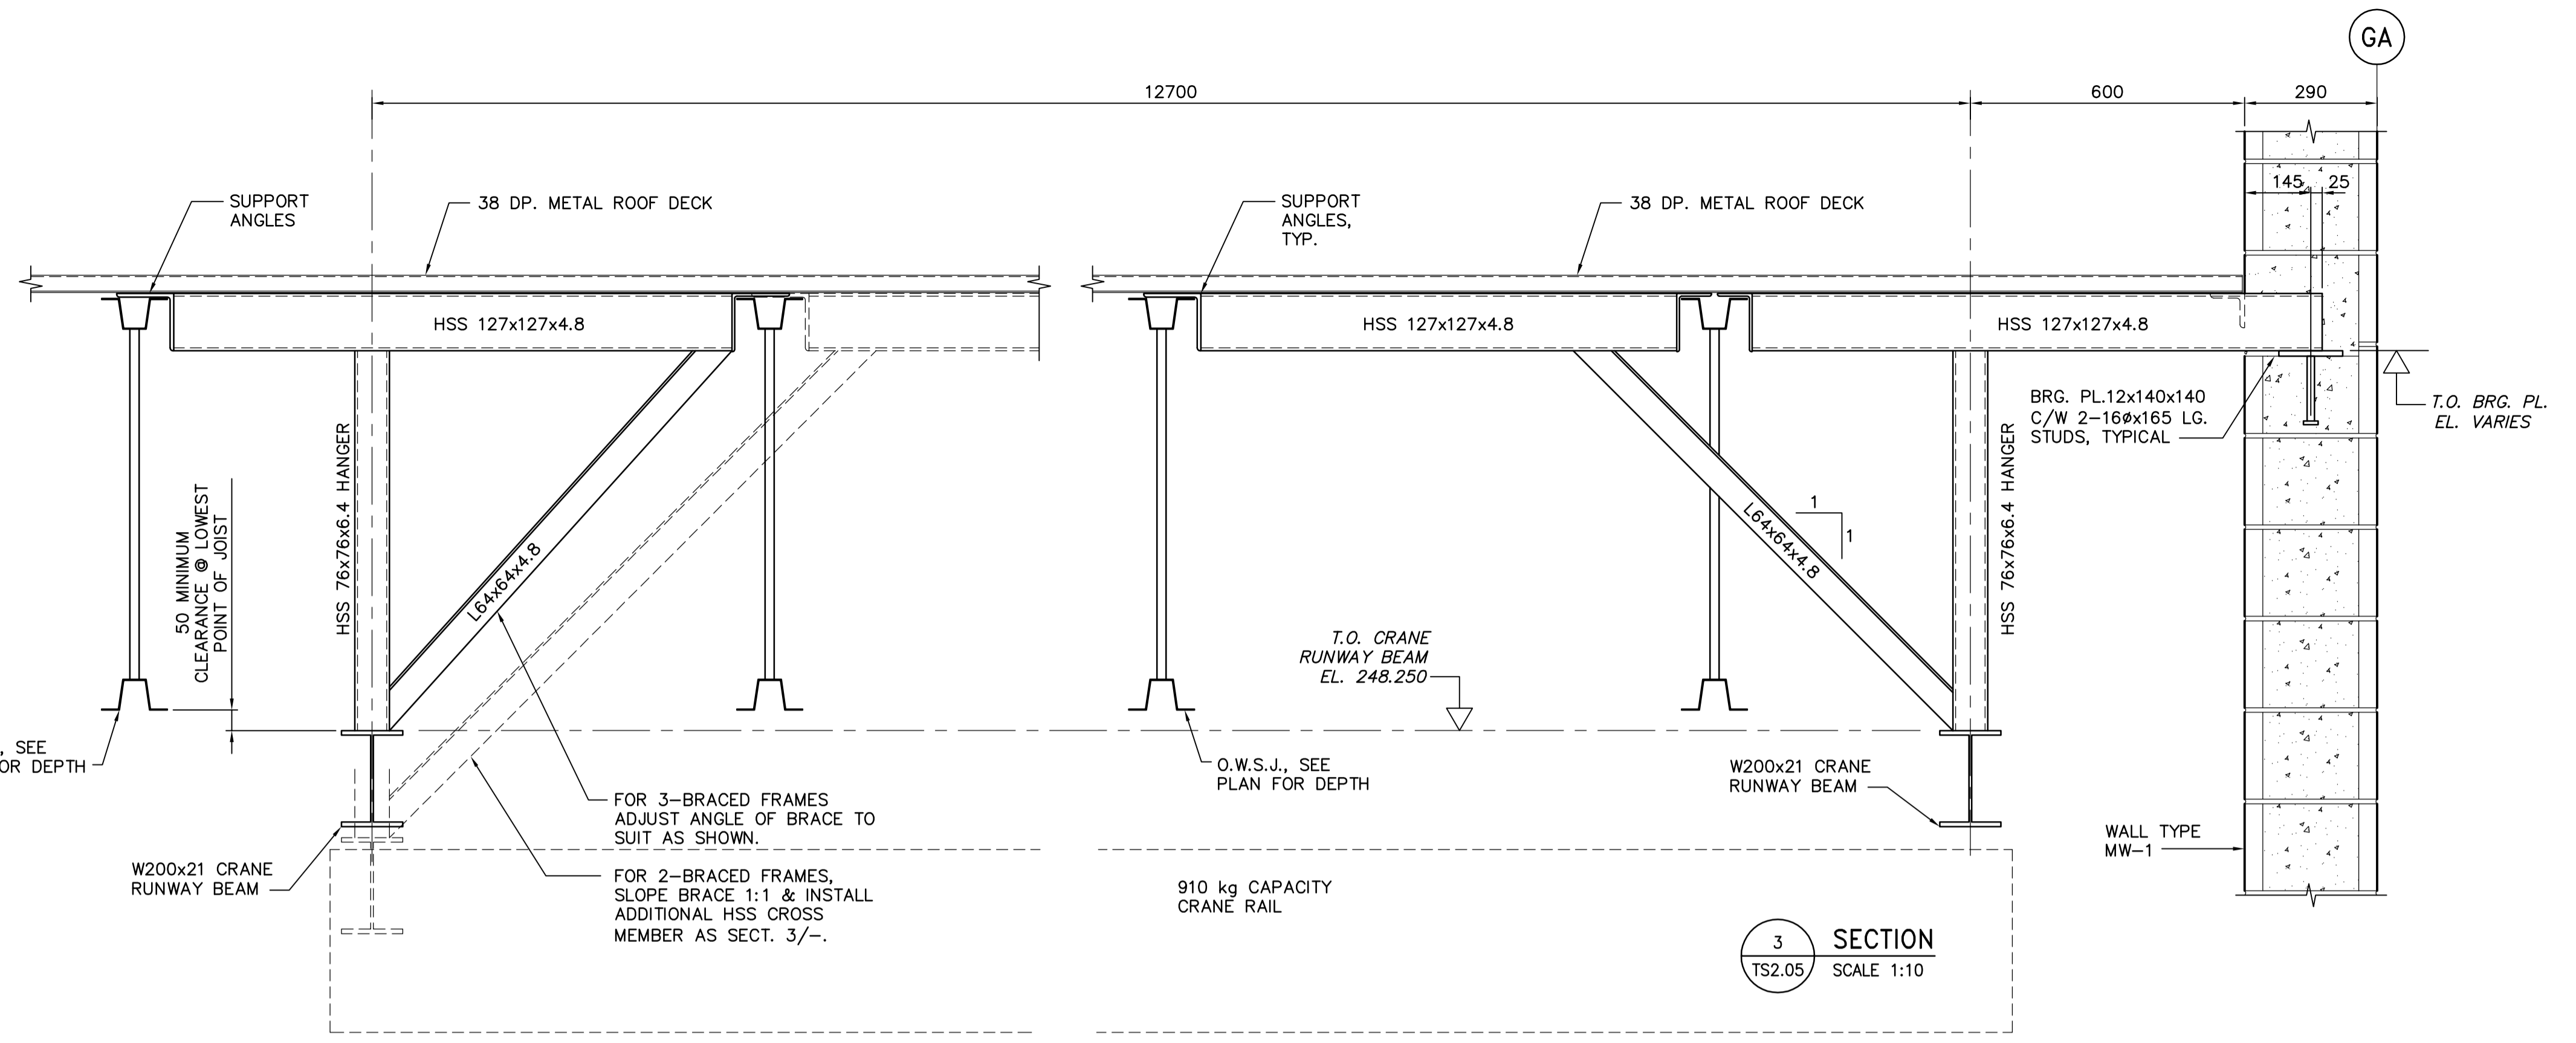 GA
12700
600
290
145
25
SUPPORT
ANGLES
38 DP. METAL ROOF DECK
SUPPORT
ANGLES,
TYP.
38 DP. METAL ROOF DECK
HSS 127x127x4.8
HSS 127x127x4.8
HSS 127x127x4.8
HSS 76x76x6.4 HANGER
L64x64x4.8
50 MINIMUM
CLEARANCE @ LOWEST
POINT OF JOIST
L64x64x4.8
1
1
HSS 76x76x6.4 HANGER
BRG. PL.12x140x140
C/W 2-16øx165 LG.
STUDS, TYPICAL
T.O. BRG. PL.
EL. VARIES
T.O. CRANE
RUNWAY BEAM
EL. 248.250
, SEE
OR DEPTH
O.W.S.J., SEE
PLAN FOR DEPTH
W200x21 CRANE
RUNWAY BEAM
FOR 3-BRACED FRAMES
ADJUST ANGLE OF BRACE TO
SUIT AS SHOWN.
WALL TYPE
MW-1
W200x21 CRANE
RUNWAY BEAM
FOR 2-BRACED FRAMES,
SLOPE BRACE 1:1 & INSTALL
ADDITIONAL HSS CROSS
MEMBER AS SECT. 3/-.
910 kg CAPACITY
CRANE RAIL
3
TS2.05
SECTION
SCALE 1:10